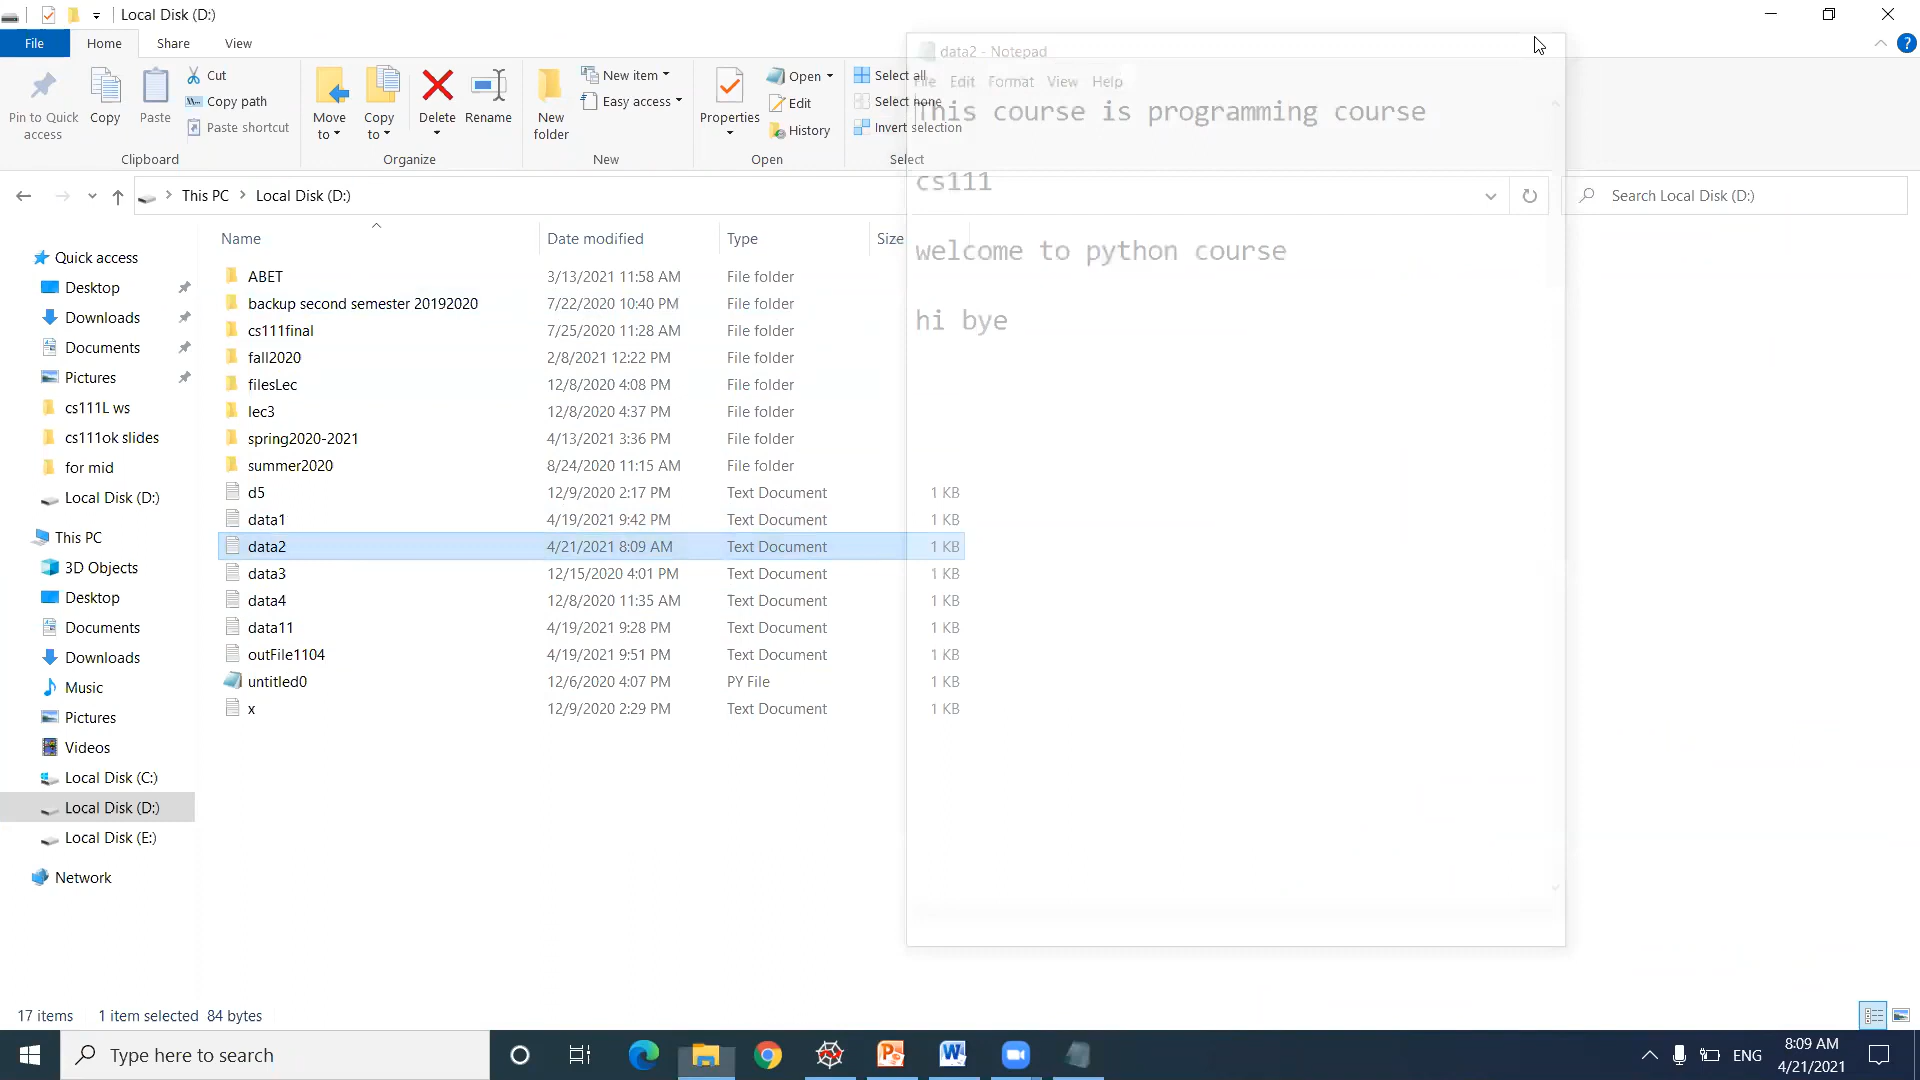 Local Disk (D:)
File
Home
Share
View
Pin to Quick
access
Copy
Paste
Cut
Copy path
Paste shortcut
Clipboard
Move
to
Copy
to
Delete
Rename
Organize
New
folder
New item
Easy access
New
Properties
Open
Edit
History
Open
Select all
Select none
Invert selection
Select
This PC
Local Disk (D:)
Search Local Disk (D:)
data2 - Notepad
File Edit Format View Help
This course is programming course
cs111
welcome to python course
hi bye
Quick access
Desktop
Downloads
Documents
Pictures
cs111L ws
cs111ok slides
for mid
Local Disk (D:)
This PC
3D Objects
Desktop
Documents
Downloads
Music
Pictures
Videos
Local Disk (C:)
Local Disk (D:)
Local Disk (E:)
Network
Name Date modified Type Size
ABET 3/13/2021 11:58 AM File folder
backup second semester 20192020 7/22/2020 10:40 PM File folder
cs111final 7/25/2020 11:28 AM File folder
fall2020 2/8/2021 12:22 PM File folder
filesLec 12/8/2020 4:08 PM File folder
lec3 12/8/2020 4:37 PM File folder
spring2020-2021 4/13/2021 3:36 PM File folder
summer2020 8/24/2020 11:15 AM File folder
d5 12/9/2020 2:17 PM Text Document 1 KB
data1 4/19/2021 9:42 PM Text Document 1 KB
data2 4/21/2021 8:09 AM Text Document 1 KB
data3 12/15/2020 4:01 PM Text Document 1 KB
data4 12/8/2020 11:35 AM Text Document 1 KB
data11 4/19/2021 9:28 PM Text Document 1 KB
outFile1104 4/19/2021 9:51 PM Text Document 1 KB
untitled0 12/6/2020 4:07 PM PY File 1 KB
x 12/9/2020 2:29 PM Text Document 1 KB
17 items 1 item selected 84 bytes
Type here to search
ENG
8:09 AM
4/21/2021